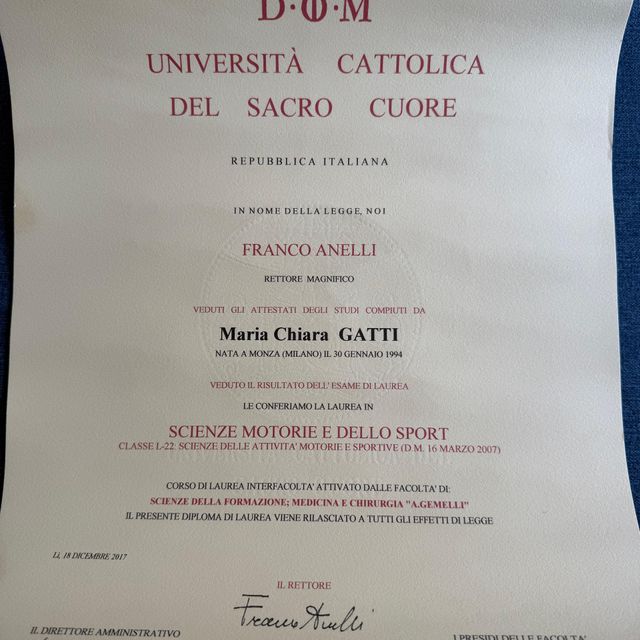 D·O·M
UNIVERSITÀ CATTOLICA
DEL SACRO CUORE
REPUBBLICA ITALIANA
IN NOME DELLA LEGGE, NOI
FRANCO ANELLI
RETTORE MAGNIFICO
VEDUTI GLI ATTESTATI DEGLI STUDI COMPIUTI DA
Maria Chiara GATTI
NATA A MONZA (MILANO) IL 30 GENNAIO 1994
VEDUTO IL RISULTATO DELL'ESAME DI LAUREA
LE CONFERIAMO LA LAUREA IN
SCIENZE MOTORIE E DELLO SPORT
CLASSE L-22. SCIENZE DELLE ATTIVITA' MOTORIE E SPORTIVE (D M. 16 MARZO 2007)
CORSO DI LAUREA INTERFACOLTA' ATTIVATO DALLE FACOLTA' DI:
SCIENZE DELLA FORMAZIONE; MEDICINA E CHIRURGIA "A.GEMELLI"
IL PRESENTE DIPLOMA DI LAUREA VIENE RILASCIATO A TUTTI GLI EFFETTI DI LEGGE
Lì, 18 DICEMBRE 2017
IL RETTORE
Franco Anelli
IL DIRETTORE AMMINISTRATIVO
I PRESIDI DELLE FACOLTA'